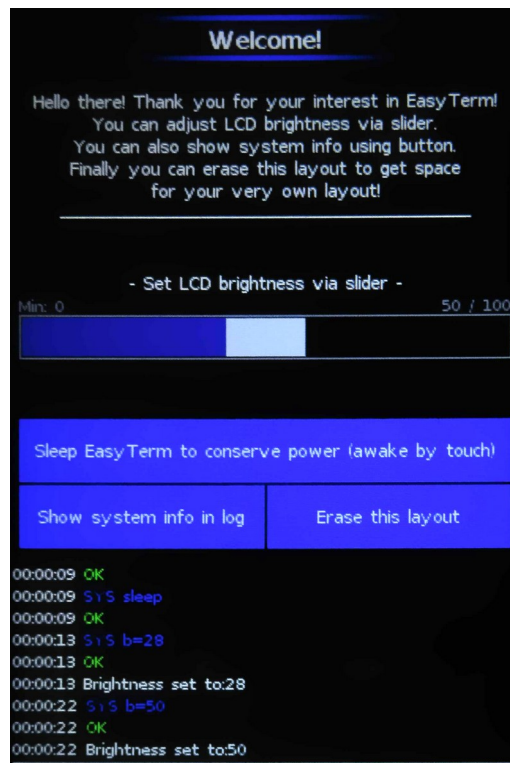 Welcome!
Hello there! Thank you for your interest in EasyTerm!
You can adjust LCD brightness via slider.
You can also show system info using button.
Finally you can erase this layout to get space
for your very own layout!
- Set LCD brightness via slider -
Min: 0 50 / 100
Sleep EasyTerm to conserve power (awake by touch)
Show system info in log
Erase this layout
00:00:09 OK
00:00:09 SYS sleep
00:00:09 OK
00:00:13 SYS b=28
00:00:13 OK
00:00:13 Brightness set to:28
00:00:22 SYS b=50
00:00:22 OK
00:00:22 Brightness set to:50